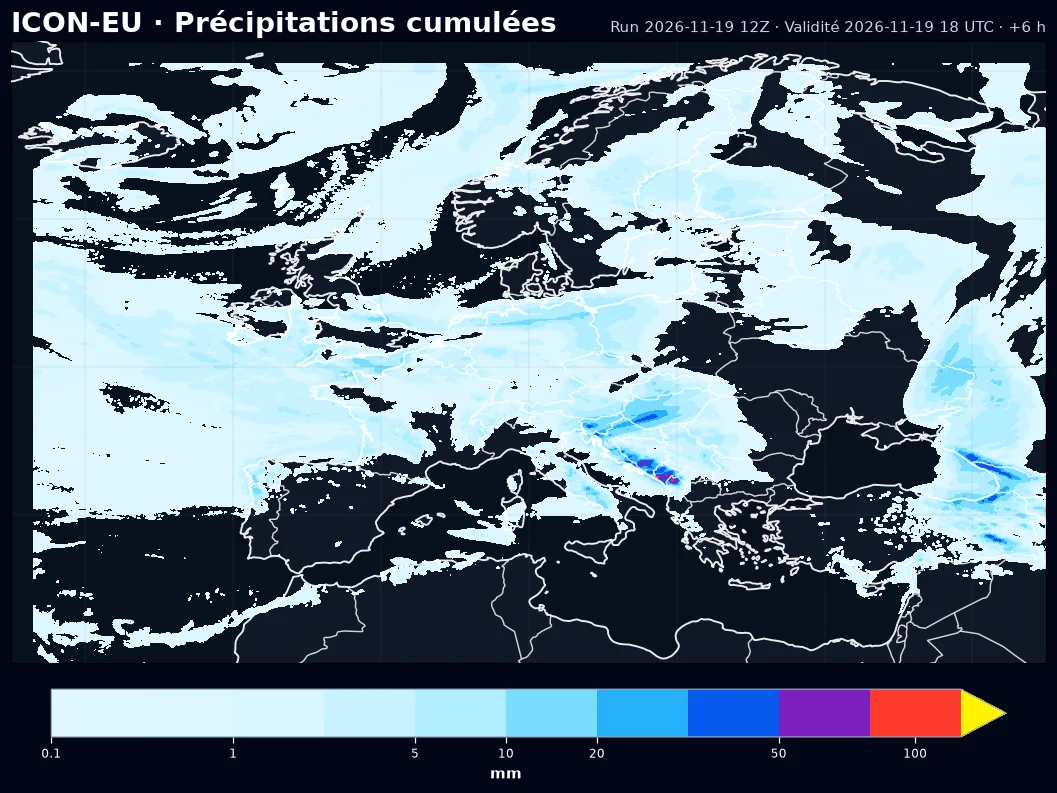 ICON-EU · Précipitations cumulées
Run 2026-11-19 12Z · Validité 2026-11-19 18 UTC · +6 h
0.1 1 5 10 20 50 100
mm